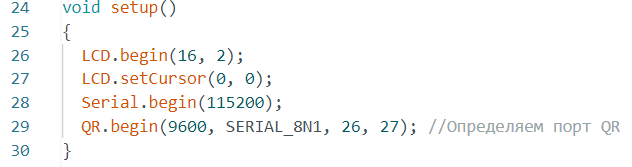 24 void setup()
25 {
26 LCD.begin(16, 2);
27 LCD.setCursor(0, 0);
28 Serial.begin(115200);
29 QR.begin(9600, SERIAL_8N1, 26, 27); //Определяем порт QR
30 }